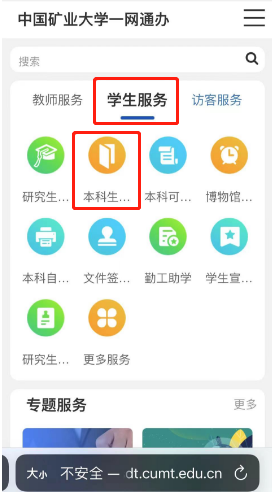 中国矿业大学一网通办
搜索
教师服务 学生服务 访客服务
研究生... 本科生... 本科可... 博物馆...
本科自... 文件签... 勤工助学 学生宣...
研究生... 更多服务
专题服务 更多
大小 不安全 — dt.cumt.edu.cn